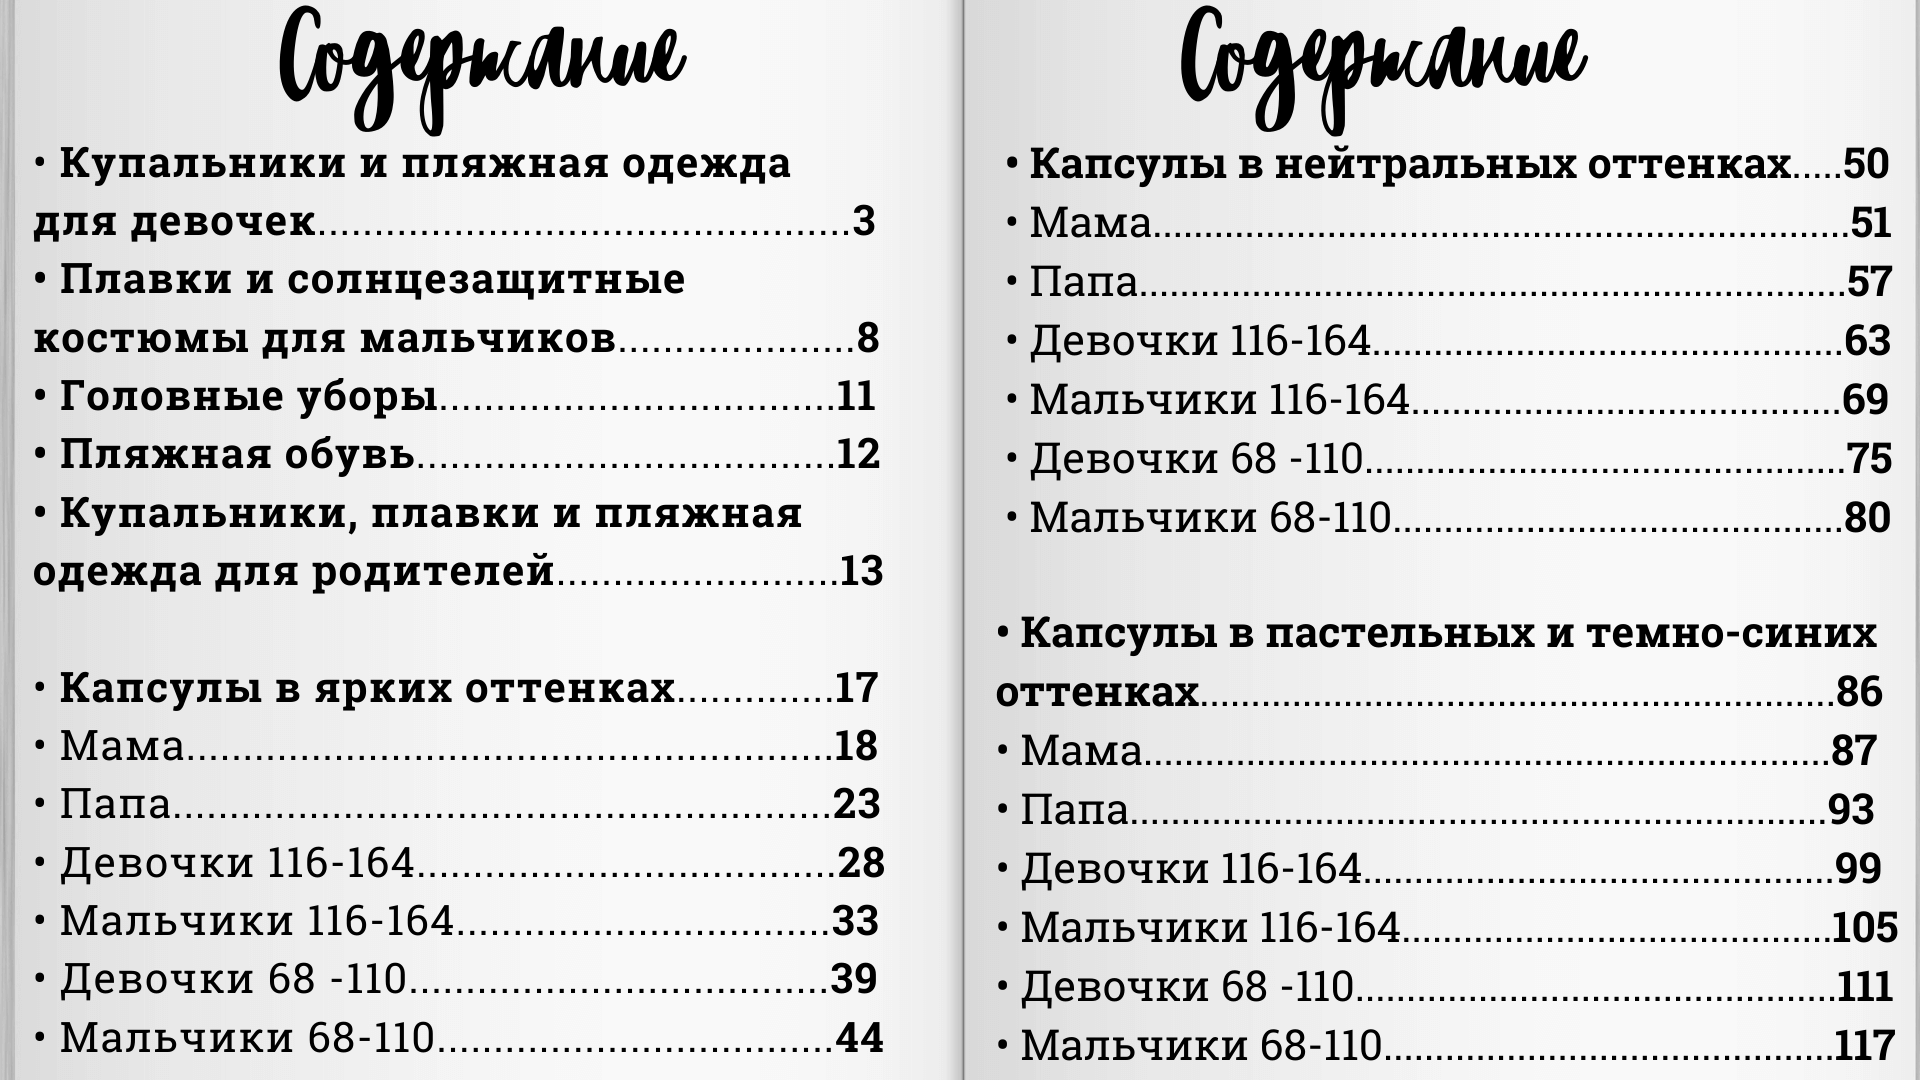 Содержание
• Купальники и пляжная одежда
для девочек...............................................3
• Плавки и солнцезащитные
костюмы для мальчиков.....................8
• Головные уборы...................................11
• Пляжная обувь.....................................12
• Купальники, плавки и пляжная
одежда для родителей.........................13
• Капсулы в ярких оттенках..............17
• Мама.........................................................18
• Папа..........................................................23
• Девочки 116-164.....................................28
• Мальчики 116-164.................................33
• Девочки 68 -110.....................................39
• Мальчики 68-110...................................44
Содержание
• Капсулы в нейтральных оттенках.....50
• Мама.................................................................51
• Папа...................................................................57
• Девочки 116-164.............................................63
• Мальчики 116-164.........................................69
• Девочки 68 -110..............................................75
• Мальчики 68-110...........................................80
• Капсулы в пастельных и темно-синих
оттенках.............................................................86
• Мама..................................................................87
• Папа...................................................................93
• Девочки 116-164.............................................99
• Мальчики 116-164.........................................105
• Девочки 68 -110..............................................111
• Мальчики 68-110...........................................117